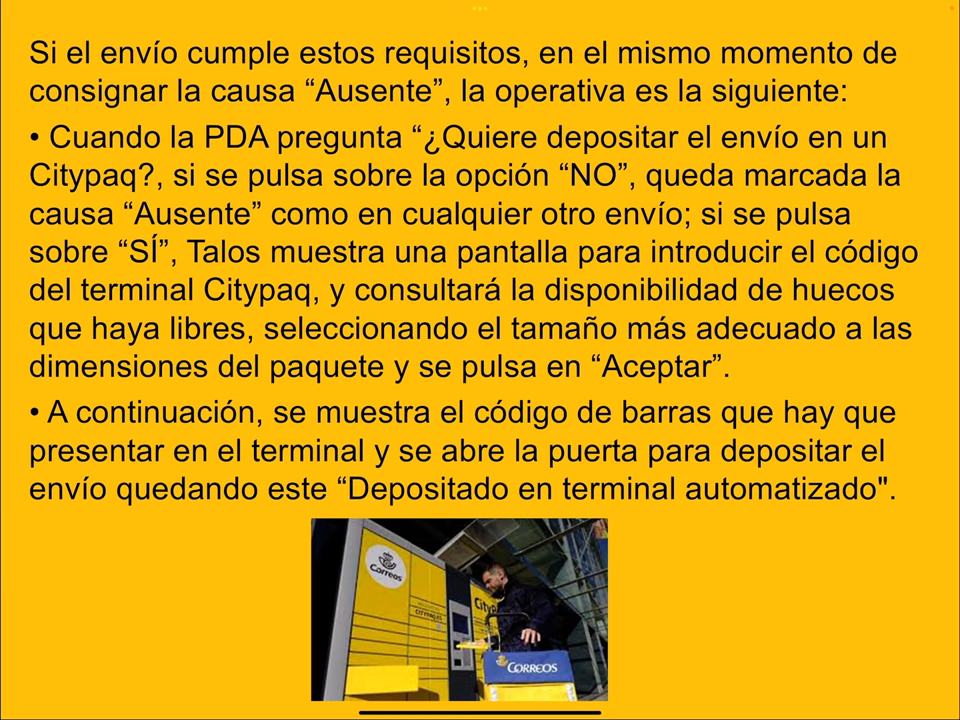 Si el envío cumple estos requisitos, en el mismo momento de
consignar la causa “Ausente”, la operativa es la siguiente:
• Cuando la PDA pregunta “¿Quiere depositar el envío en un
Citypaq?, si se pulsa sobre la opción “NO”, queda marcada la
causa “Ausente” como en cualquier otro envío; si se pulsa
sobre “SÍ”, Talos muestra una pantalla para introducir el código
del terminal Citypaq, y consultará la disponibilidad de huecos
que haya libres, seleccionando el tamaño más adecuado a las
dimensiones del paquete y se pulsa en “Aceptar”.
• A continuación, se muestra el código de barras que hay que
presentar en el terminal y se abre la puerta para depositar el
envío quedando este “Depositado en terminal automatizado".
Correos
CITYPAQ.ES
CORREOS